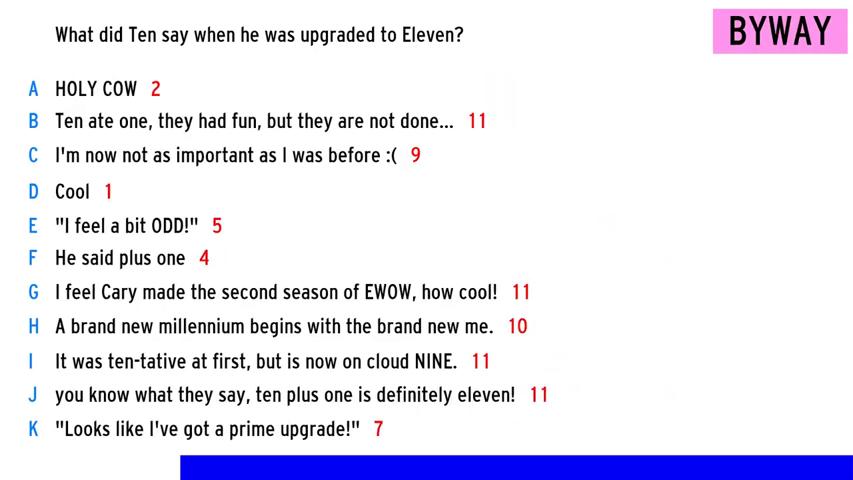 What did Ten say when he was upgraded to Eleven?
BYWAY
A HOLY COW 2
B Ten ate one, they had fun, but they are not done... 11
C I'm now not as important as I was before :( 9
D Cool 1
E "I feel a bit ODD!" 5
F He said plus one 4
G I feel Cary made the second season of EWOW, how cool! 11
H A brand new millennium begins with the brand new me. 10
I It was ten-tative at first, but is now on cloud NINE. 11
J you know what they say, ten plus one is definitely eleven! 11
K "Looks like I've got a prime upgrade!" 7